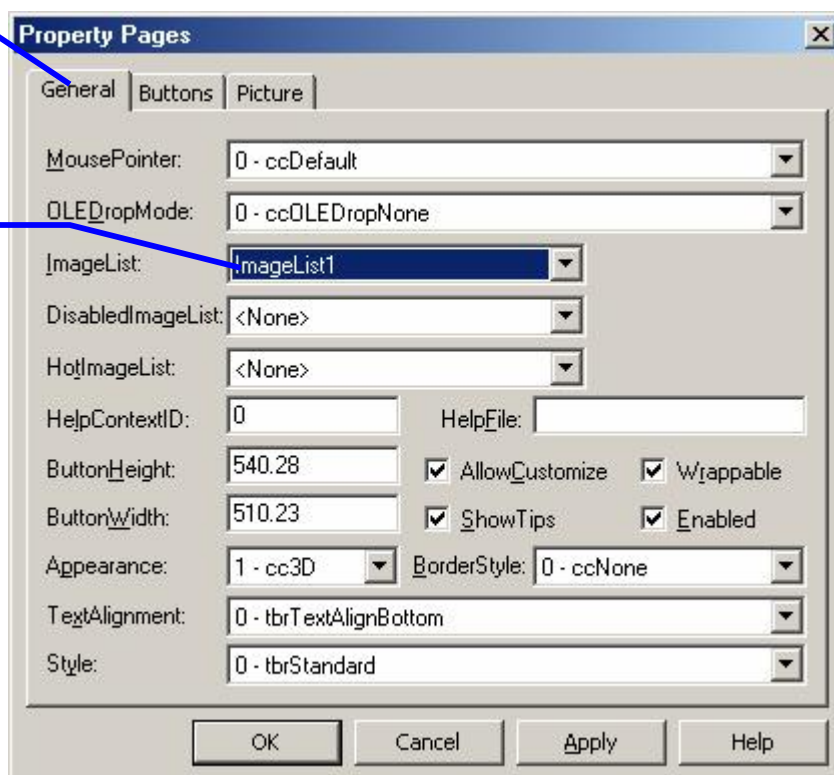 Property Pages
General Buttons Picture
MousePointer: 0 - ccDefault
OLEDropMode: 0 - ccOLEDropNone
ImageList: ImageList1
DisabledImageList: <None>
HotImageList: <None>
HelpContextID: 0 HelpFile:
ButtonHeight: 540.28 AllowCustomize Wrappable
ButtonWidth: 510.23 ShowTips Enabled
Appearance: 1 - cc3D BorderStyle: 0 - ccNone
TextAlignment: 0 - tbrTextAlignBottom
Style: 0 - tbrStandard
OK Cancel Apply Help